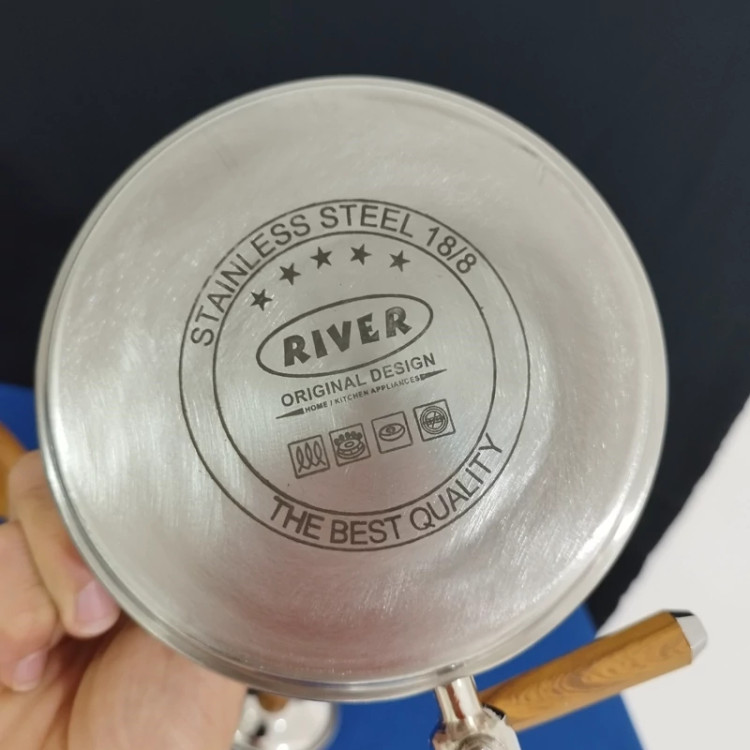 STAINLESS STEEL 18/8
RIVER
ORIGINAL DESIGN
HOME / KITCHEN APPLIANCES
THE BEST QUALITY